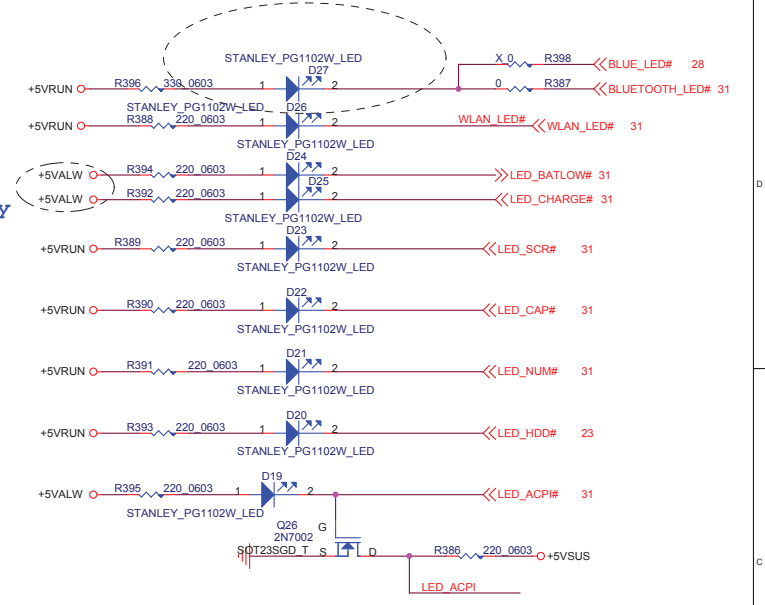 STANLEY_PG1102W_LED
X_0 R398 BLUE_LED# 28
D27
+5VRUN R396 330_0603 1 2 0 R387 BLUETOOTH_LED# 31
STANLEY_PG1102W_LED D26
+5VRUN R388 220_0603 1 2 WLAN_LED# WLAN_LED# 31
STANLEY_PG1102W_LED
D24
+5VALW R394 220_0603 1 2 LED_BATLOW# 31
D25
+5VALW R392 220_0603 1 2 LED_CHARGE# 31
D
y
STANLEY_PG1102W_LED
D23
+5VRUN R389 220_0603 1 2 LED_SCR# 31
STANLEY_PG1102W_LED
D22
+5VRUN R390 220_0603 1 2 LED_CAP# 31
STANLEY_PG1102W_LED
D21
+5VRUN R391 220_0603 1 2 LED_NUM# 31
STANLEY_PG1102W_LED
D20
+5VRUN R393 220_0603 1 2 LED_HDD# 23
STANLEY_PG1102W_LED
D19
+5VALW R395 220_0603 1 2 LED_ACPI# 31
STANLEY_PG1102W_LED
Q26 G
2N7002
SOT23SGD_T S D R386 220_0603 +5VSUS
C
LED_ACPI